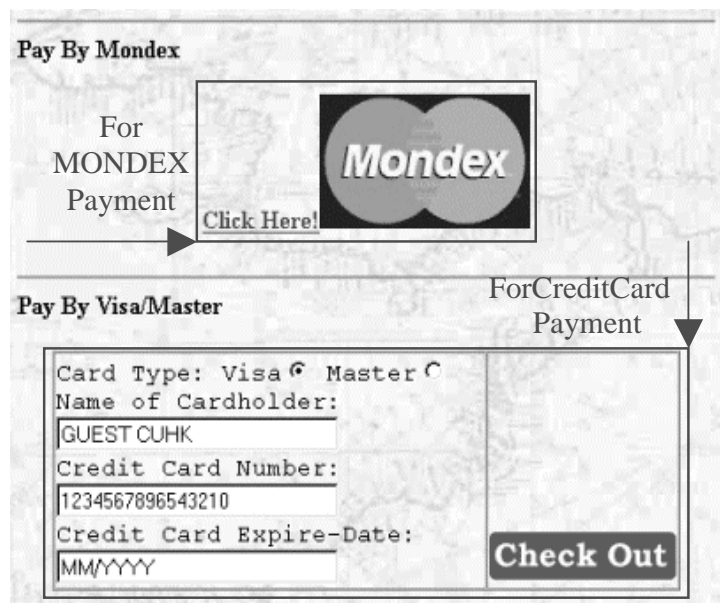 Pay By Mondex
For
MONDEX
Payment
Mondex
Click Here!
Pay By Visa/Master
ForCreditCard
Payment
Card Type: Visa Master
Name of Cardholder:
GUEST CUHK
Credit Card Number:
1234567896543210
Credit Card Expire-Date:
MM/YYYY
Check Out